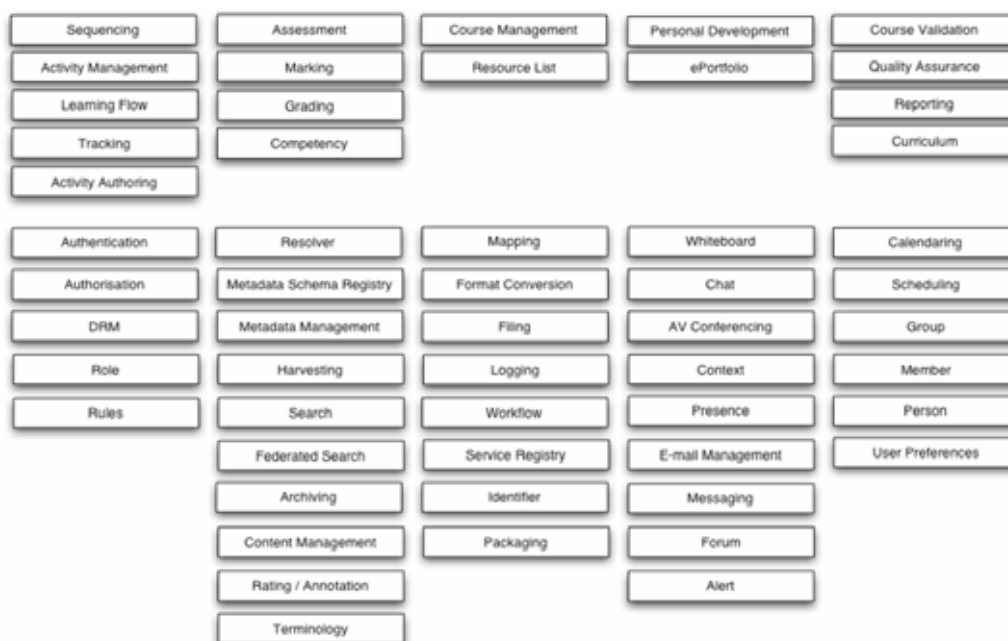 Sequencing
Activity Management
Learning Flow
Tracking
Activity Authoring
Assessment
Marking
Grading
Competency
Course Management
Resource List
Personal Development
ePortfolio
Course Validation
Quality Assurance
Reporting
Curriculum
Authentication
Authorisation
DRM
Role
Rules
Resolver
Metadata Schema Registry
Metadata Management
Harvesting
Search
Federated Search
Archiving
Content Management
Rating / Annotation
Terminology
Mapping
Format Conversion
Filing
Logging
Workflow
Service Registry
Identifier
Packaging
Whiteboard
Chat
AV Conferencing
Context
Presence
E-mail Management
Messaging
Forum
Alert
Calendaring
Scheduling
Group
Member
Person
User Preferences